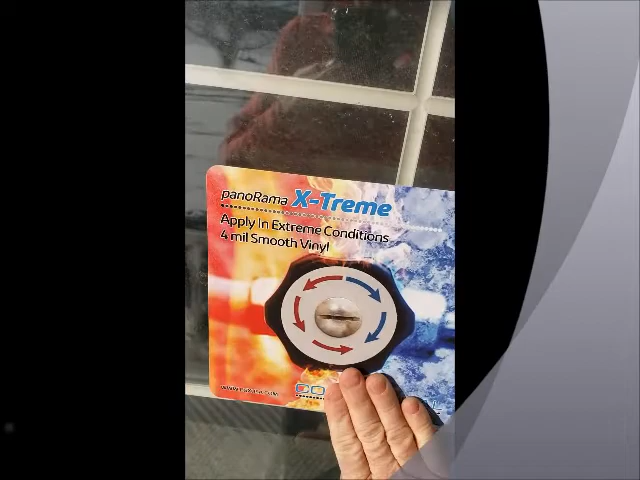 panoRama X-Treme
Apply In Extreme Conditions
4 mil Smooth Vinyl